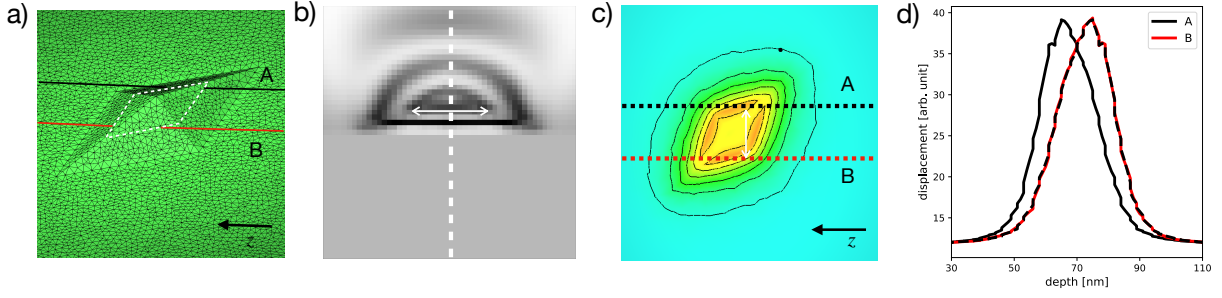 a)
A
B
z
b)
c)
A
B
z
d)
displacement [arb. unit]
40
35
30
25
20
15
A
B
30
50
70
90
110
depth [nm]